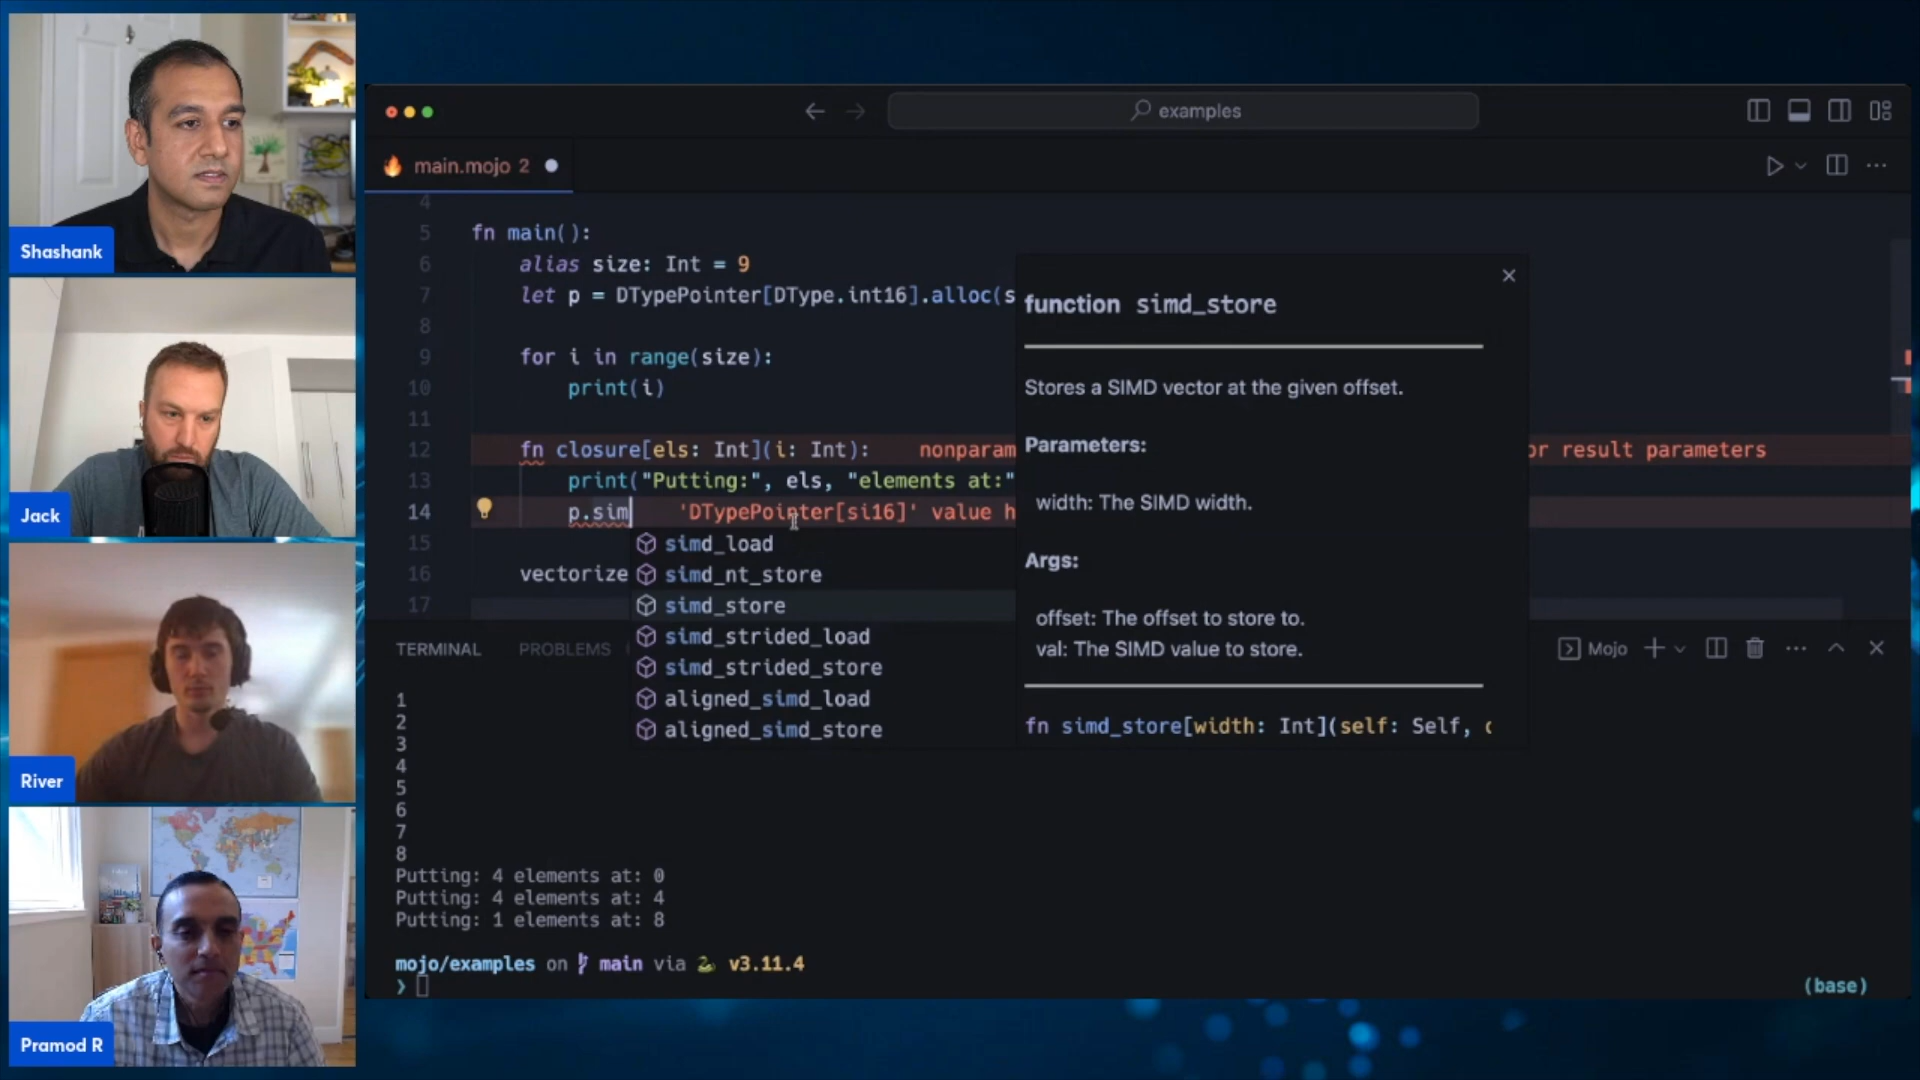 Shashank
Jack
River
Pramod R
examples
main.mojo 2
4
5 fn main():
6 alias size: Int = 9
7 let p = DTypePointer[DType.int16].alloc(s
8
9 for i in range(size):
10 print(i)
11
12 fn closure[els: Int](i: Int): nonparam or result parameters
13 print("Putting:", els, "elements at:"
14 p.sim 'DTypePointer[si16]' value h
15
16 vectorize
17
simd_load
simd_nt_store
simd_store
simd_strided_load
simd_strided_store
aligned_simd_load
aligned_simd_store
function simd_store
Stores a SIMD vector at the given offset.
Parameters:
width: The SIMD width.
Args:
offset: The offset to store to.
val: The SIMD value to store.
fn simd_store[width: Int](self: Self, o
TERMINAL PROBLEMS
Mojo
1
2
3
4
5
6
7
8
Putting: 4 elements at: 0
Putting: 4 elements at: 4
Putting: 1 elements at: 8
mojo/examples on main via v3.11.4
❯
(base)